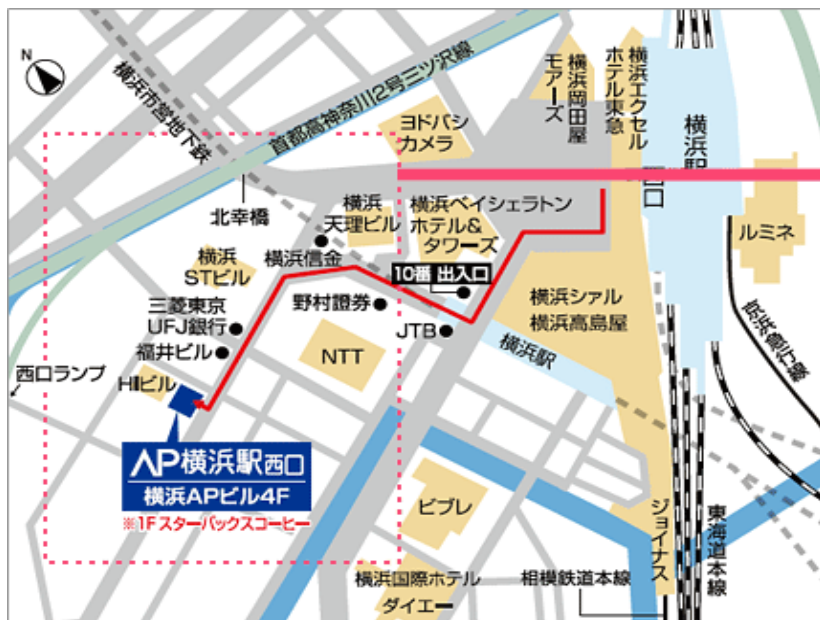 N
横浜市営地下鉄
首都高神奈川2号三ツ沢線
横浜岡田屋
モアーズ
横浜エクセル
ホテル東急
横浜駅
西口
ヨドバシ
カメラ
北幸橋
横浜
天理ビル
横浜ベイシェラトン
ホテル&
タワーズ
ルミネ
横浜
STビル
横浜信金
10番 出入口
三菱東京
UFJ銀行
野村證券
JTB
横浜シァル
横浜高島屋
京浜急行線
福井ビル
NTT
横浜駅
西口ランプ
HⅡビル
AP横浜駅西口
横浜APビル4F
※1Fスターバックスコーヒー
ビブレ
ジョイナス
東海道本線
横浜国際ホテル
ダイエー
相模鉄道本線